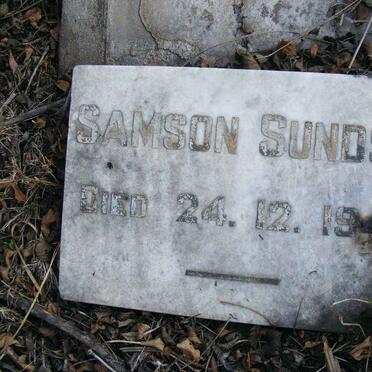 SAMSON SUNDS
DIED 24.12.19